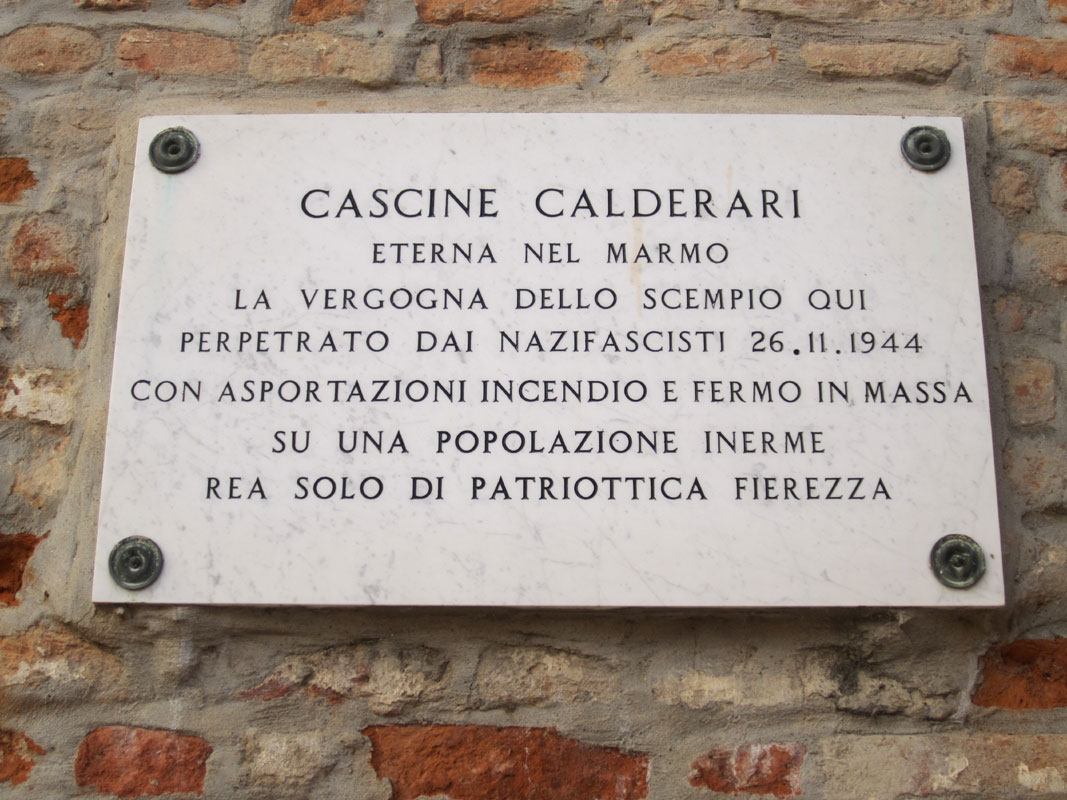 CASCINE CALDERARI
ETERNA NEL MARMO
LA VERGOGNA DELLO SCEMPIO QUI
PERPETRATO DAI NAZIFASCISTI 26.11.1944
CON ASPORTAZIONI INCENDIO E FERMO IN MASSA
SU UNA POPOLAZIONE INERME
REA SOLO DI PATRIOTTICA FIEREZZA